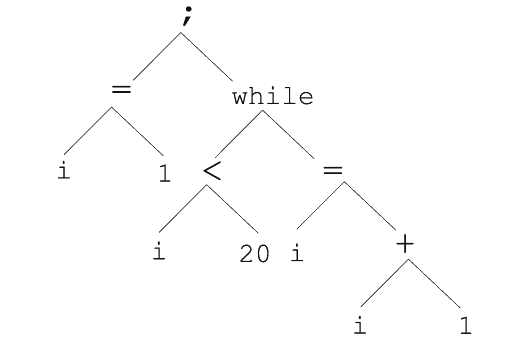 ;
=
while
i 1 < =
i 20 i +
i 1